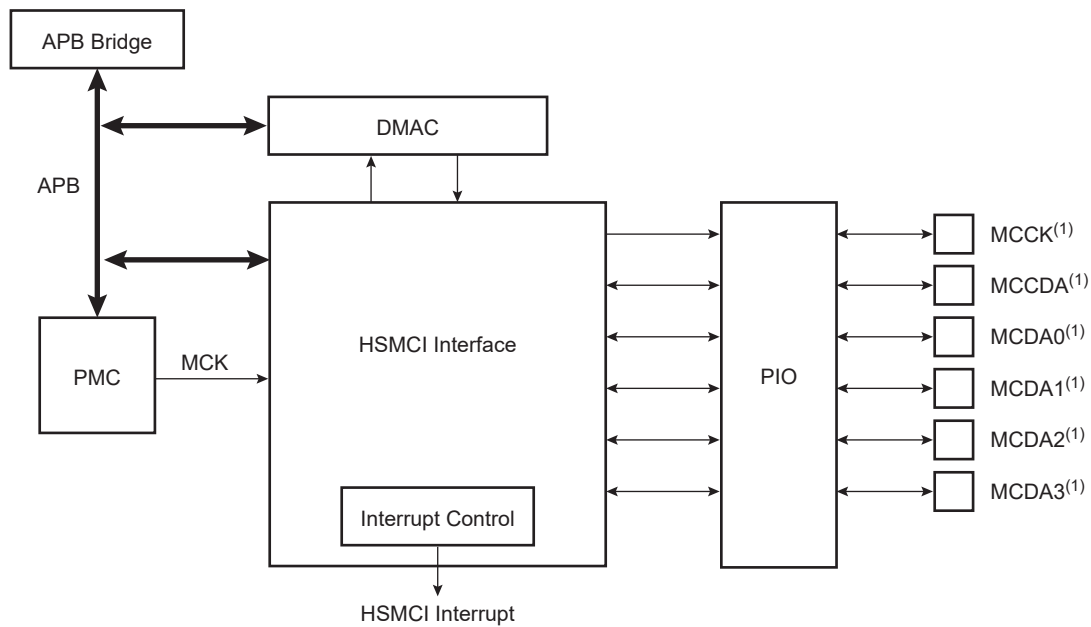 APB Bridge
DMAC
APB
MCCK(1)
MCCDA(1)
MCDA0(1)
HSMCI Interface
MCK
PMC
PIO
MCDA1(1)
MCDA2(1)
MCDA3(1)
Interrupt Control
HSMCI Interrupt